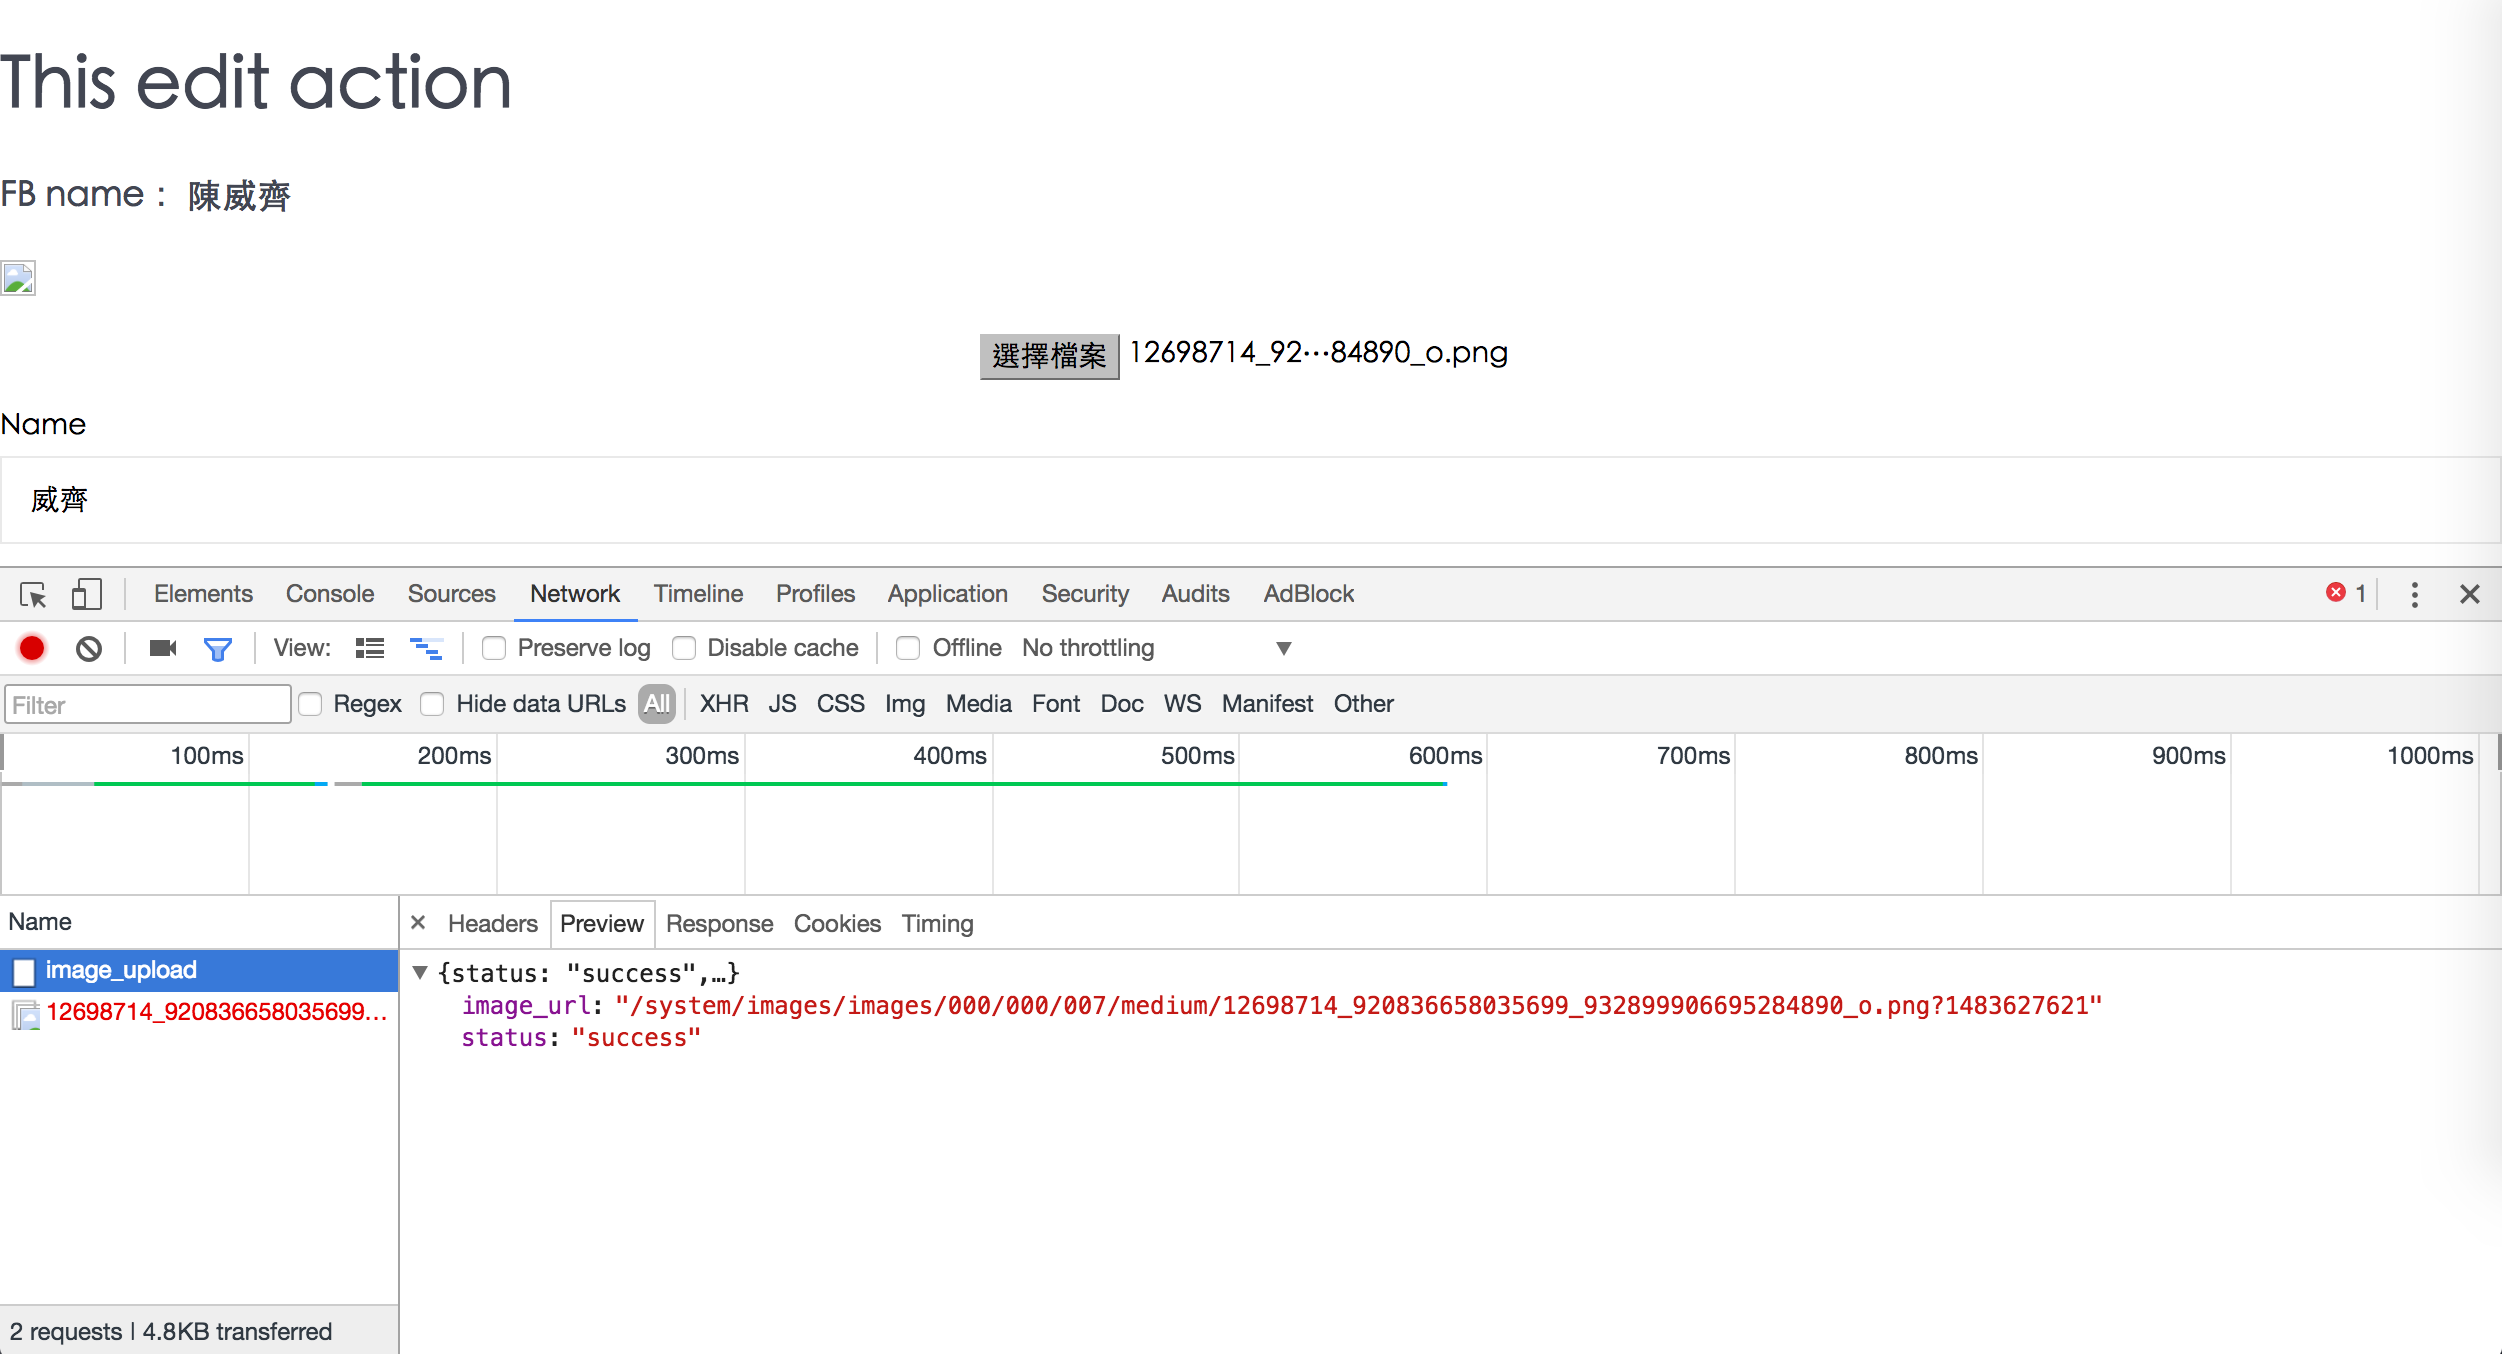 This edit action
FB name： 陳威齊
選擇檔案 12698714_92⋯84890_o.png
Name
威齊
Elements Console Sources Network Timeline Profiles Application Security Audits AdBlock 1
View: Preserve log Disable cache Offline No throttling
Filter Regex Hide data URLs All XHR JS CSS Img Media Font Doc WS Manifest Other
100ms 200ms 300ms 400ms 500ms 600ms 700ms 800ms 900ms 1000ms
Name
image_upload
12698714_920836658035699...
2 requests | 4.8KB transferred
Headers Preview Response Cookies Timing
{status: "success",…}
image_url: "/system/images/images/000/000/007/medium/12698714_920836658035699_932899906695284890_o.png?1483627621"
status: "success"